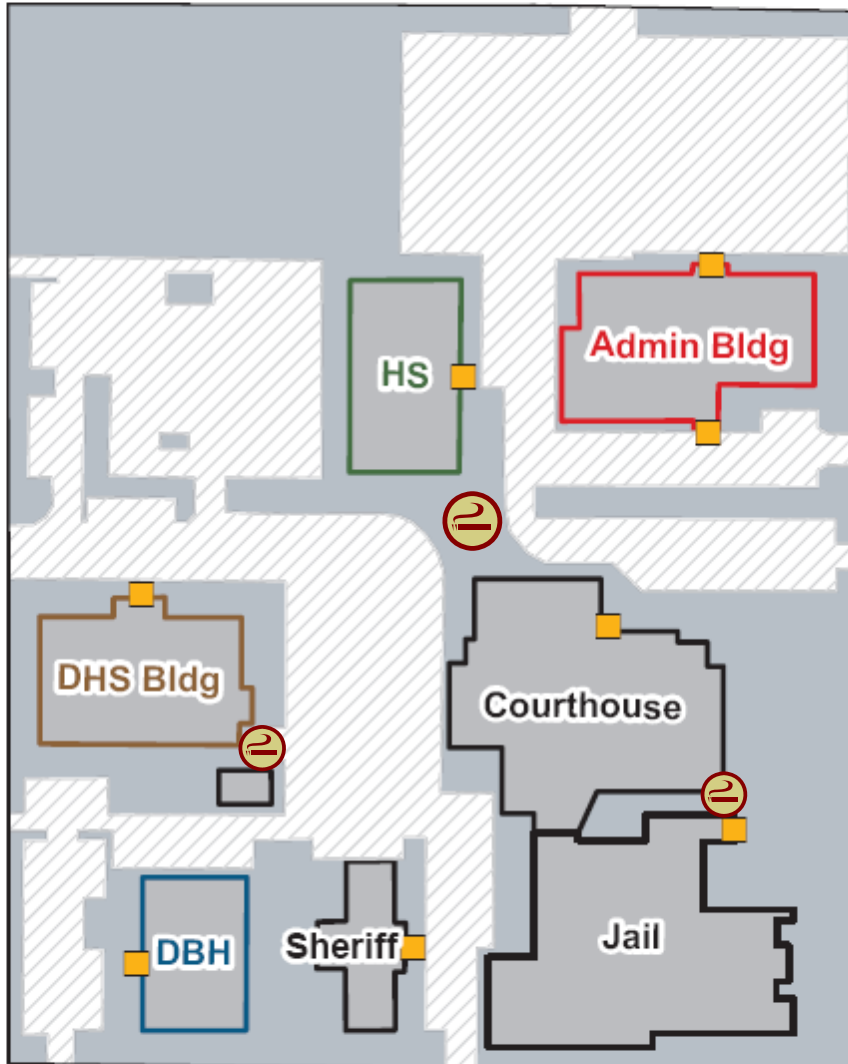 Admin Bldg
HS
DHS Bldg
Courthouse
DBH
Sheriff
Jail